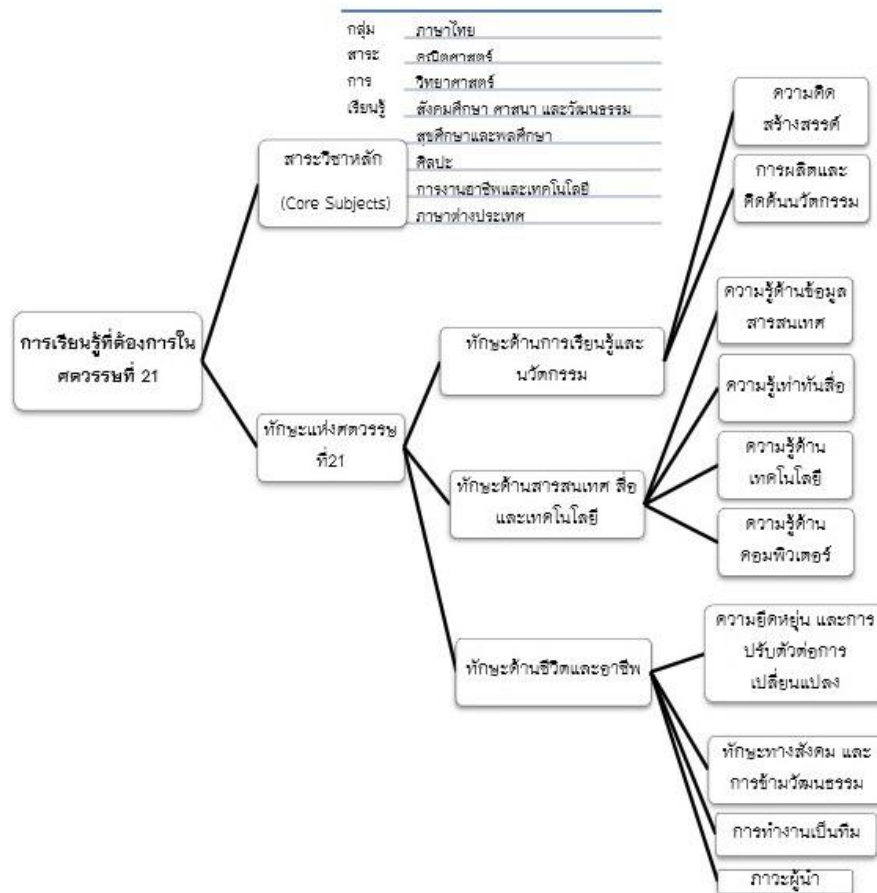 กลุ่ม ภาษาไทย
สาระ คณิตศาสตร์
การ วิทยาศาสตร์
เรียนรู้ สังคมศึกษา ศาสนา และวัฒนธรรม
สุขศึกษาและพลศึกษา
ศิลปะ
การงานอาชีพและเทคโนโลยี
ภาษาต่างประเทศ
สาระวิชาหลัก
(Core Subjects)
การเรียนรู้ที่ต้องการใน
ศตวรรษที่ 21
ทักษะแห่งศตวรรษ
ที่21
ทักษะด้านการเรียนรู้และ
นวัตกรรม
ความคิด
สร้างสรรค์
การผลิตและ
คิดค้นนวัตกรรม
ทักษะด้านสารสนเทศ สื่อ
และเทคโนโลยี
ความรู้ด้านข้อมูล
สารสนเทศ
ความรู้เท่าทันสื่อ
ความรู้ด้าน
เทคโนโลยี
ความรู้ด้าน
คอมพิวเตอร์
ทักษะด้านชีวิตและอาชีพ
ความยืดหยุ่น และการ
ปรับตัวต่อการ
เปลี่ยนแปลง
ทักษะทางสังคม และ
การข้ามวัฒนธรรม
การทำงานเป็นทีม
ภาวะผู้นำ